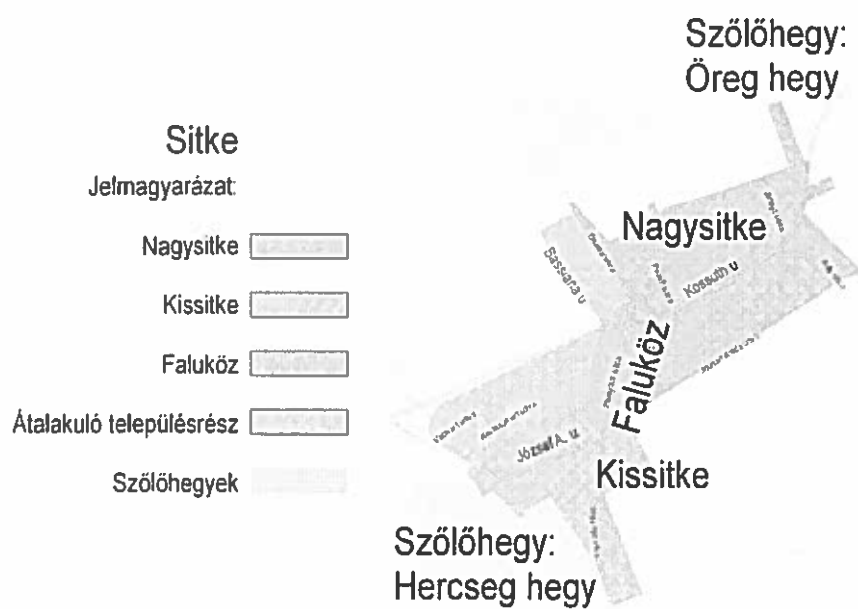 Szőlőhegy:
Öreg hegy
Sitke
Jelmagyarázat:
Nagysitke
Kissitke
Faluköz
Átalakuló településrész
Szőlőhegyek
Nagysitke
Bassiana u
Kossuth u
Faluköz
József A. u.
Kissitke
Szőlőhegy:
Hercseg hegy